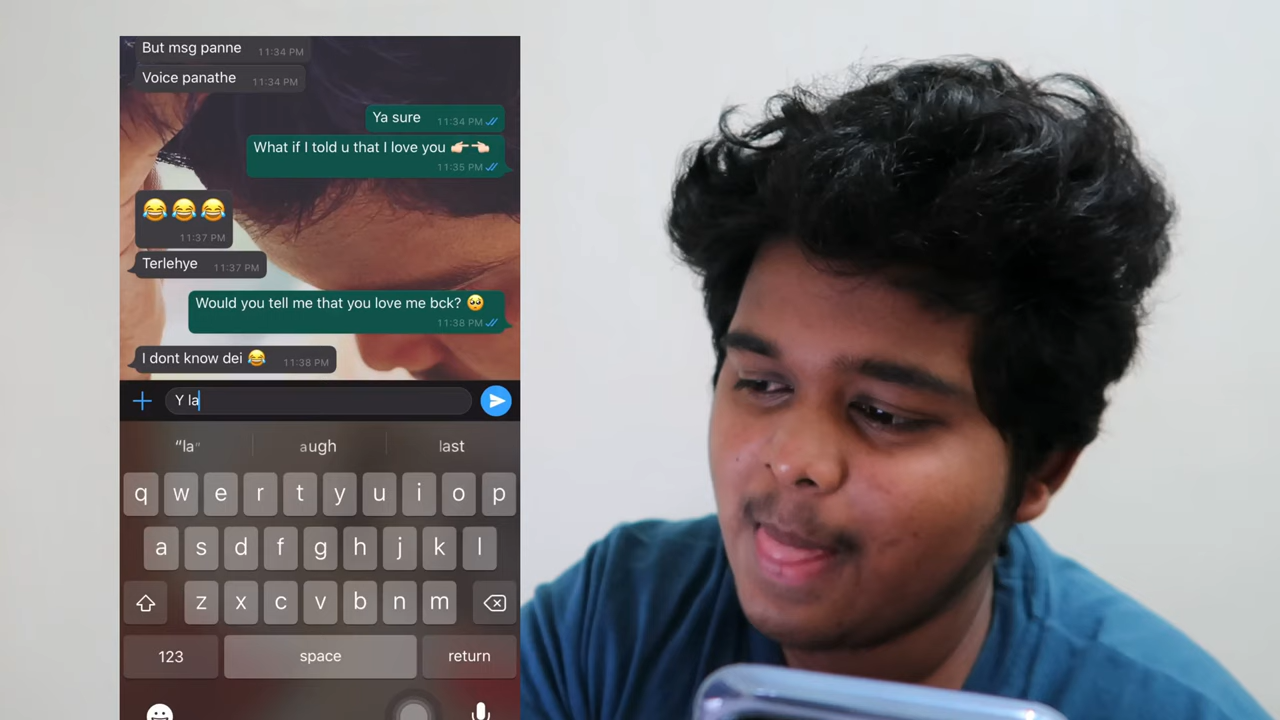 But msg panne 11:34 PM
Voice panathe 11:34 PM
Ya sure 11:34 PM
What if I told u that I love you 👉🏻👈🏻
11:35 PM
😂😂😂
11:37 PM
Terlehye 11:37 PM
Would you tell me that you love me bck? 🥺
11:38 PM
I dont know dei 😂 11:38 PM
Y la
“la” augh last
q w e r t y u i o p
a s d f g h j k l
z x c v b n m
123 space return